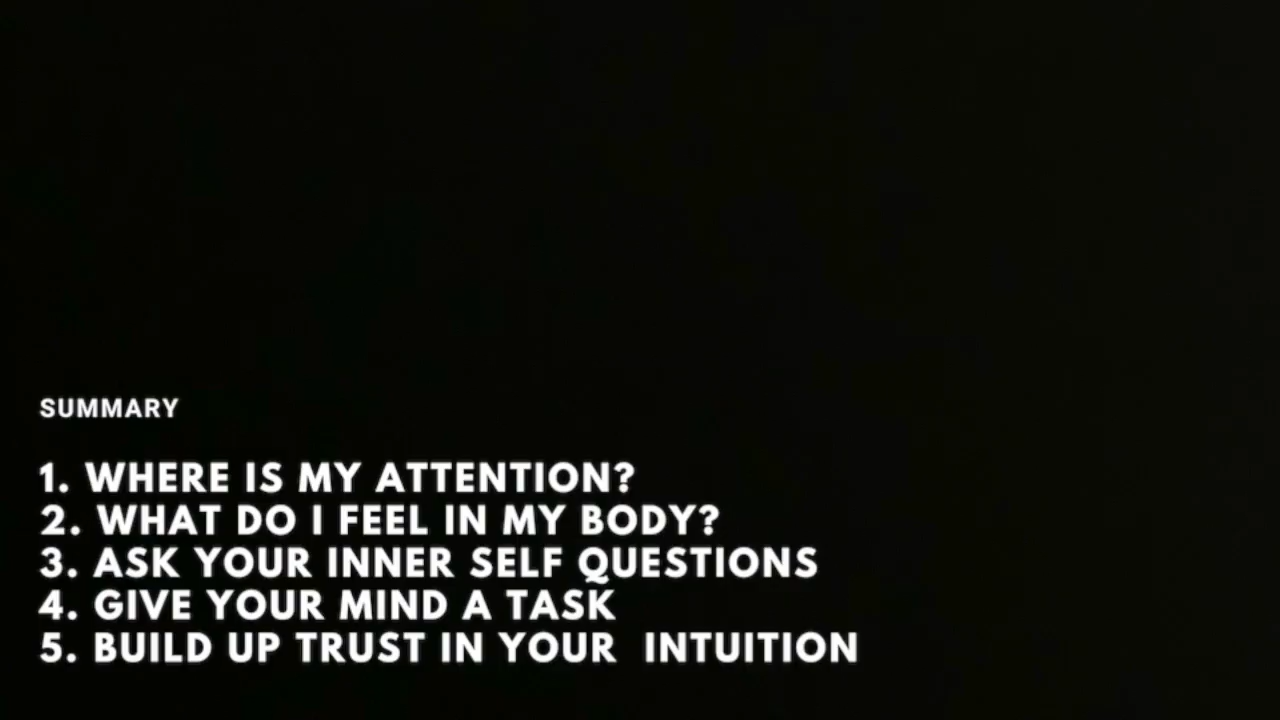 SUMMARY
1. WHERE IS MY ATTENTION?
2. WHAT DO I FEEL IN MY BODY?
3. ASK YOUR INNER SELF QUESTIONS
4. GIVE YOUR MIND A TASK
5. BUILD UP TRUST IN YOUR  INTUITION